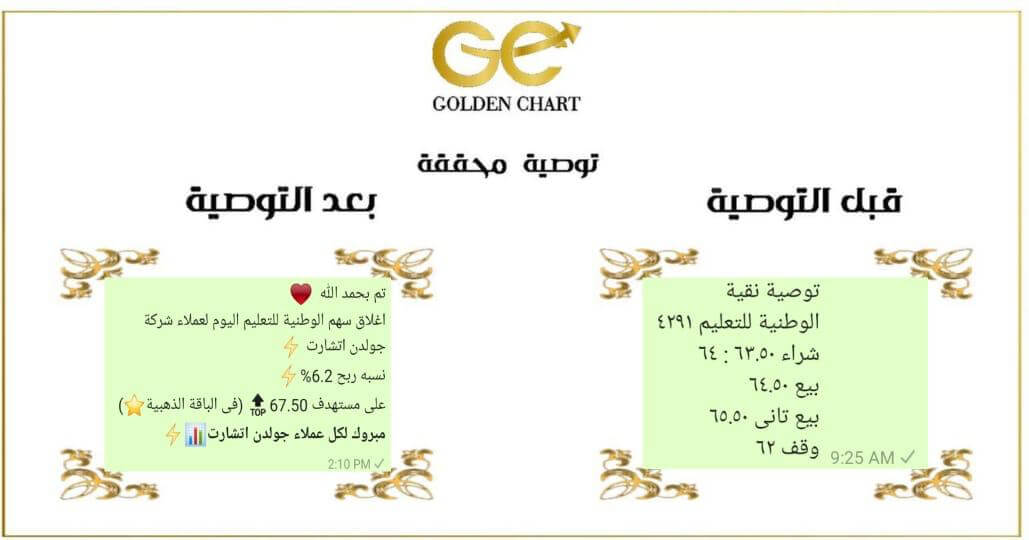 GOLDEN CHART
توصية محققة
قبل التوصية
توصية نقية
الوطنية للتعليم ٤٢٩١
شراء ٦٣.٥٠ : ٦٤
بيع ٦٤.٥٠
بيع تانى ٦٥.٥٠
وقف ٦٢
9:25 AM
بعد التوصية
تم بحمد الله
اغلاق سهم الوطنية للتعليم اليوم لعملاء شركة
جولدن اتشارت
نسبه ربح 6.2%
على مستهدف 67.50 TOP (فى الباقة الذهبية)
مبروك لكل عملاء جولدن اتشارت
2:10 PM